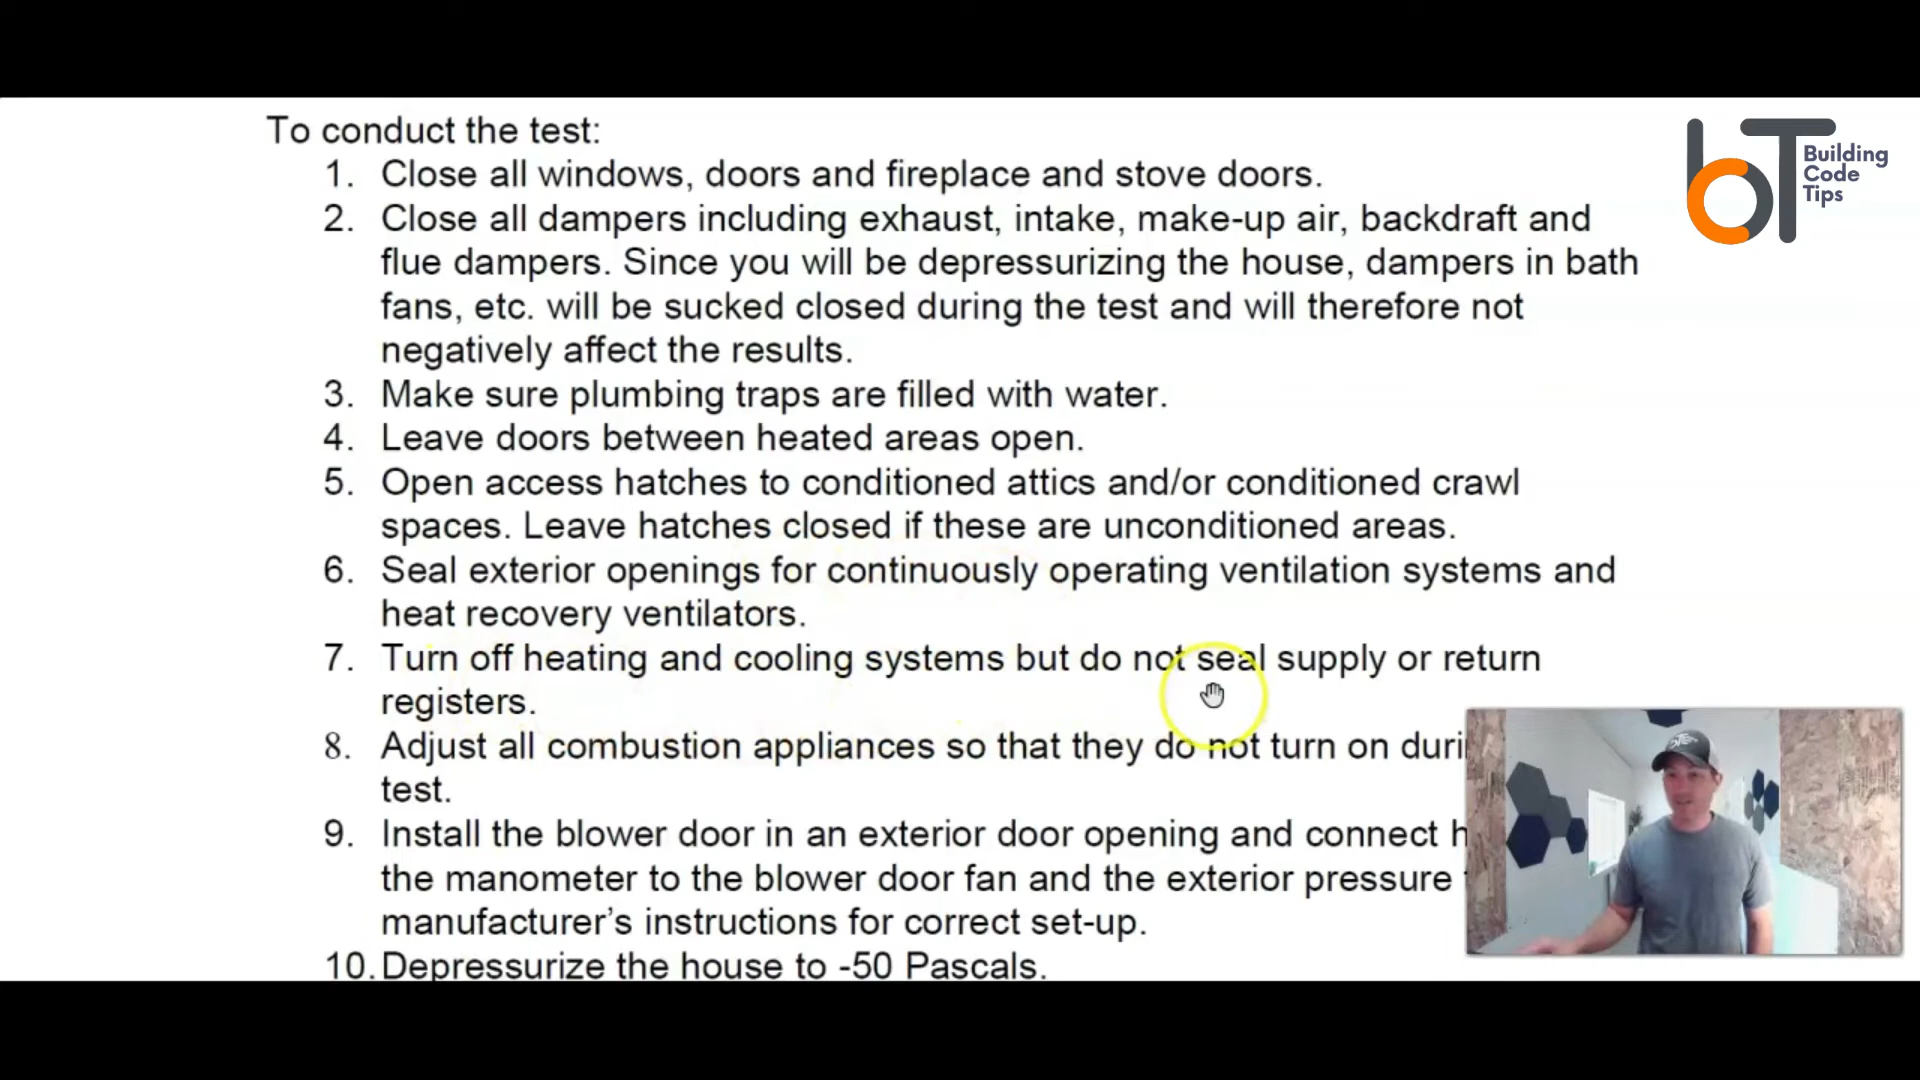 To conduct the test:
1. Close all windows, doors and fireplace and stove doors.
2. Close all dampers including exhaust, intake, make-up air, backdraft and
flue dampers. Since you will be depressurizing the house, dampers in bath
fans, etc. will be sucked closed during the test and will therefore not
negatively affect the results.
3. Make sure plumbing traps are filled with water.
4. Leave doors between heated areas open.
5. Open access hatches to conditioned attics and/or conditioned crawl
spaces. Leave hatches closed if these are unconditioned areas.
6. Seal exterior openings for continuously operating ventilation systems and
heat recovery ventilators.
7. Turn off heating and cooling systems but do not seal supply or return
registers.
8. Adjust all combustion appliances so that they do not turn on
test.
9. Install the blower door in an exterior door opening and connect
the manometer to the blower door fan and the exterior pressure
manufacturer's instructions for correct set-up.
10. Depressurize the house to -50 Pascals.
bT
Building
Code
Tips